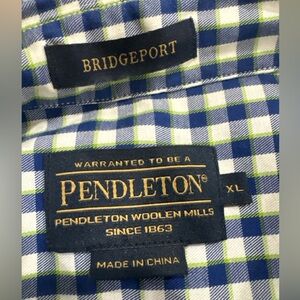 BRIDGEPORT
WARRANTED TO BE A
PENDLETON®
XL
PENDLETON WOOLEN MILLS
SINCE 1863
MADE IN CHINA